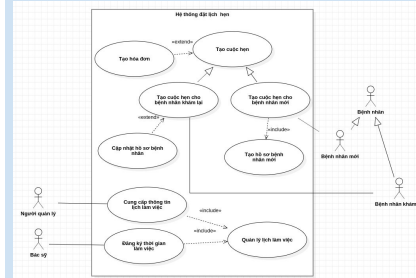 Hệ thống đặt lịch hẹn
Tạo cuộc hẹn
«extend»
Tạo hóa đơn
Tạo cuộc hẹn cho
bệnh nhân khám lại
Tạo cuộc hẹn cho
bệnh nhân mới
Bệnh nhân
«extend»
«include»
Cập nhật hồ sơ bệnh
nhân
Tạo hồ sơ bệnh
nhân mới
Bệnh nhân mới
Bệnh nhân khám
Cung cấp thông tin
lịch làm việc
Người quản lý
«include»
«include»
Đăng ký thời gian
làm việc
Quản lý lịch làm việc
Bác sỹ